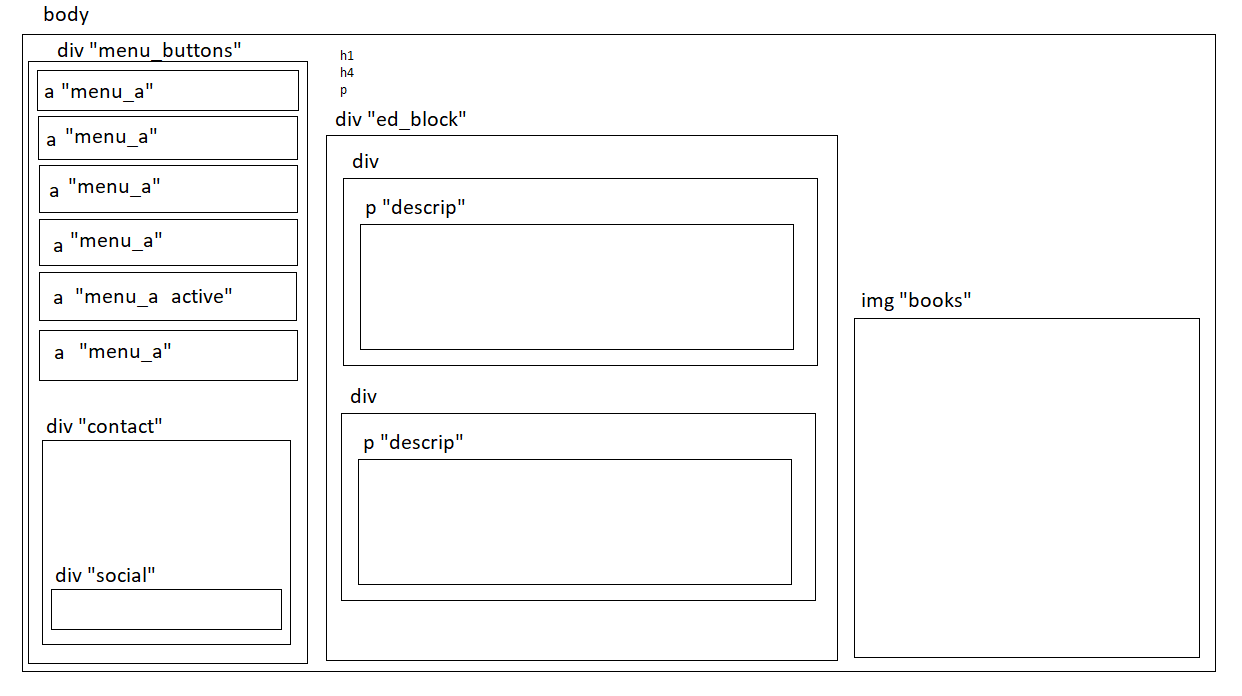 body
div "menu_buttons"
a "menu_a"
a "menu_a"
a "menu_a"
a "menu_a"
a "menu_a active"
a "menu_a"
div "contact"
div "social"
h1
h4
p
div "ed_block"
div
p "descrip"
div
p "descrip"
img "books"